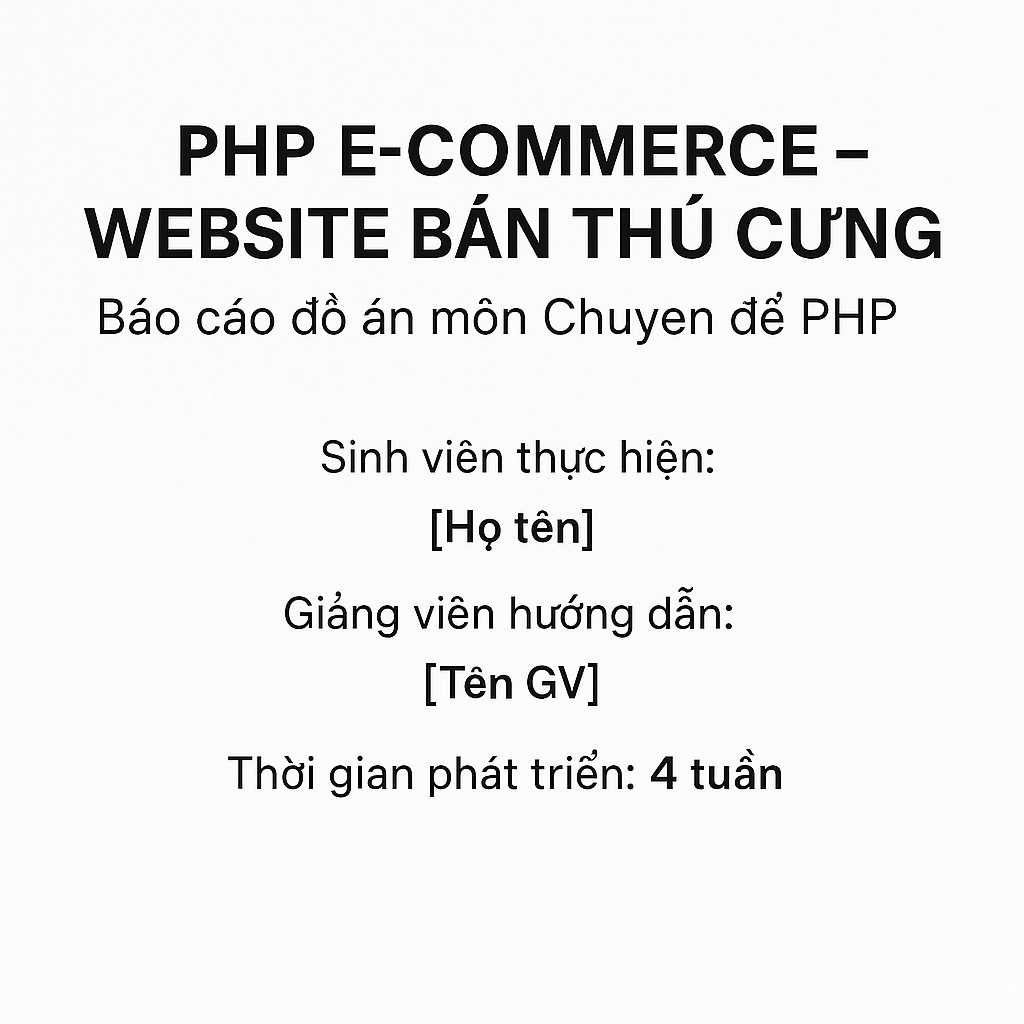 PHP E-COMMERCE –
WEBSITE BÁN THÚ CƯNG
Báo cáo đồ án môn Chuyen để PHP
Sinh viên thực hiện:
[Họ tên]
Giảng viên hướng dẫn:
[Tên GV]
Thời gian phát triển: 4 tuần